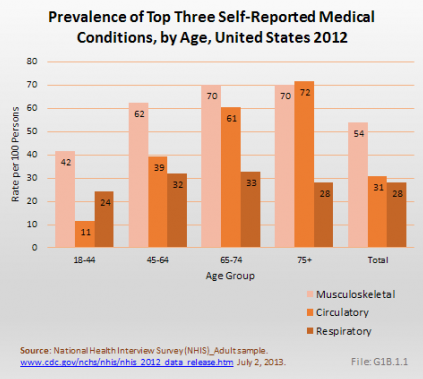 Prevalence of Top Three Self-Reported Medical
Conditions, by Age, United States 2012
80
70
60
50
40
30
20
10
0
Rate per 100 Persons
42
11
24
62
39
32
70
61
33
70
72
28
54
31
28
18-44
45-64
65-74
75+
Total
Age Group
Musculoskeletal
Circulatory
Respiratory
Source: National Health Interview Survey (NHIS)_Adult sample.
www.cdc.gov/nchs/nhis/nhis_2012_data_release.htm July 2, 2013.
File: G1B.1.1